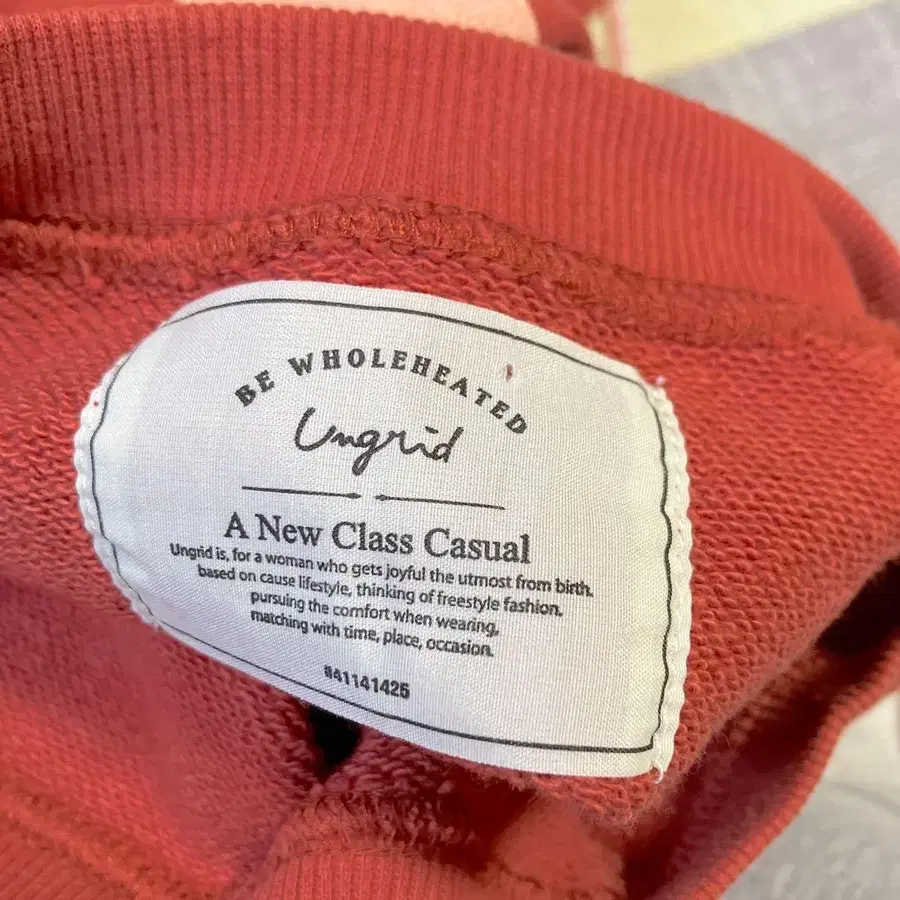 BE WHOLEHEATED
Ungrid
A New Class Casual
Ungrid is, for a woman who gets joyful the utmost from birth.
based on cause lifestyle, thinking of freestyle fashion.
pursuing the comfort when wearing,
matching with time, place, occasion.
#41141425